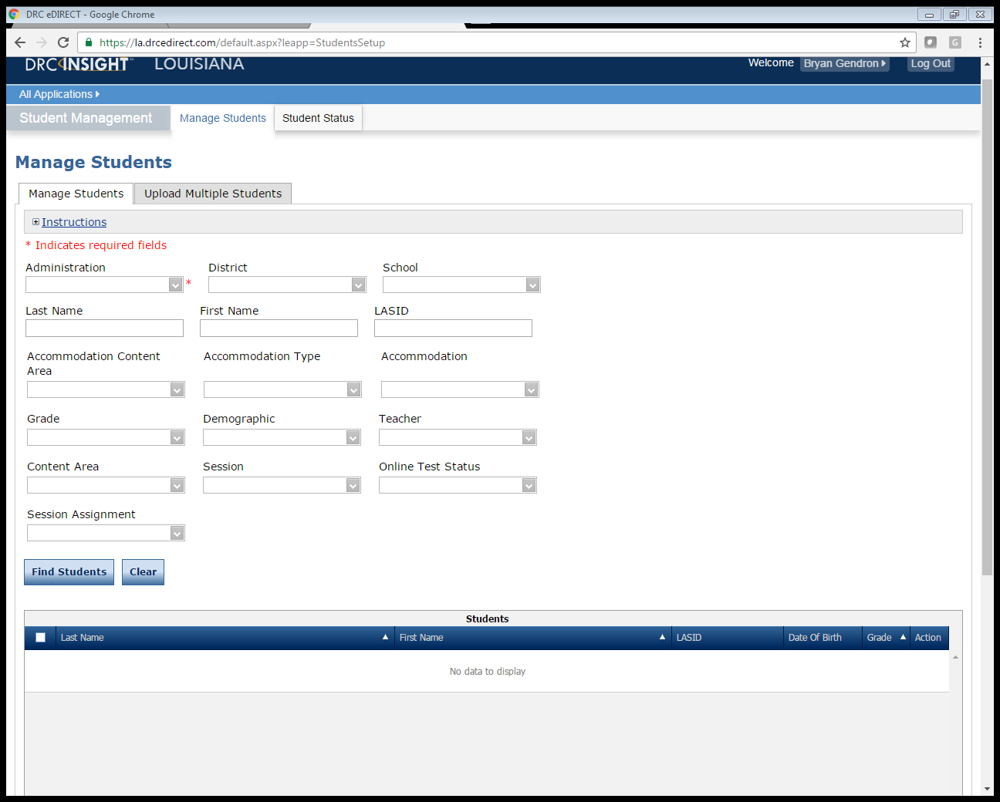 DRC eDIRECT - Google Chrome
https://la.drcedirect.com/default.aspx?leapp=StudentsSetup
G
DRC INSIGHT™ LOUISIANA Welcome Bryan Gendron Log Out
All Applications
Student Management Manage Students Student Status
Manage Students
Manage Students Upload Multiple Students
Instructions
* Indicates required fields
Administration District School
*
Last Name First Name LASID
Accommodation Content Area Accommodation Type Accommodation
Grade Demographic Teacher
Content Area Session Online Test Status
Session Assignment
Find Students Clear
Students
Last Name First Name LASID Date Of Birth Grade Action
No data to display